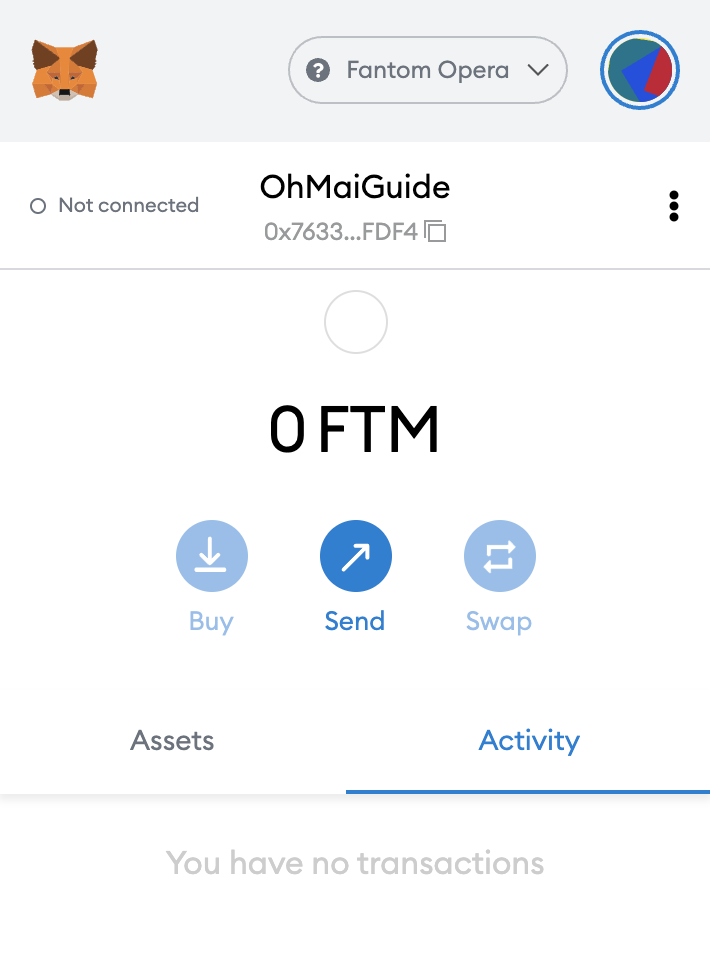 Fantom Opera
Not connected
OhMaiGuide
0x7633...FDF4
0 FTM
Buy
Send
Swap
Assets
Activity
You have no transactions